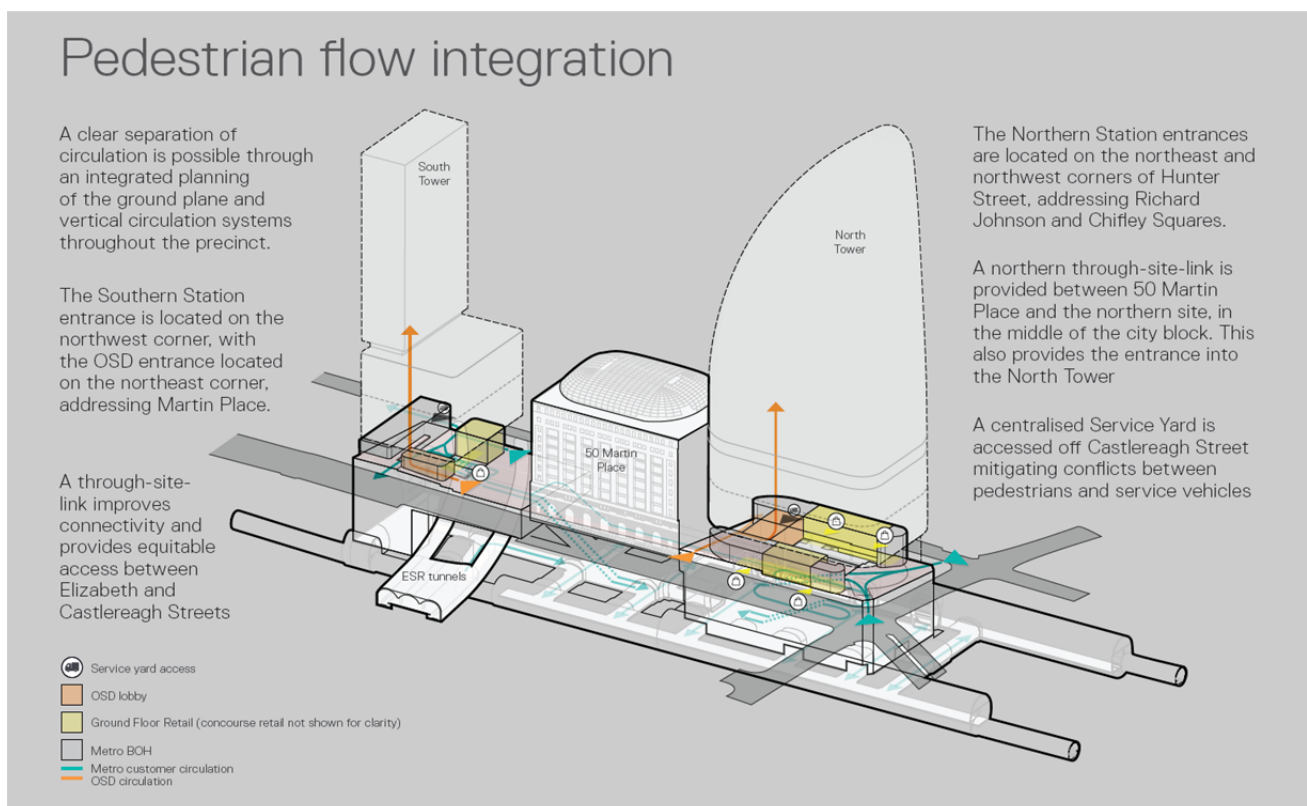 Pedestrian flow integration
A clear separation of
circulation is possible through
an integrated planning
of the ground plane and
vertical circulation systems
throughout the precinct.
The Southern Station
entrance is located on the
northwest corner, with
the OSD entrance located
on the northeast corner,
addressing Martin Place.
A through-site-
link improves
connectivity and
provides equitable
access between
Elizabeth and
Castlereagh Streets
South
Tower
North
Tower
50 Martin
Place
ESR tunnels
The Northern Station entrances
are located on the northeast and
northwest corners of Hunter
Street, addressing Richard
Johnson and Chifley Squares.
A northern through-site-link is
provided between 50 Martin
Place and the northern site, in
the middle of the city block. This
also provides the entrance into
the North Tower
A centralised Service Yard is
accessed off Castlereagh Street
mitigating conflicts between
pedestrians and service vehicles
Service yard access
OSD lobby
Ground Floor Retail (concourse retail not shown for clarity)
Metro BOH
Metro customer circulation
OSD circulation